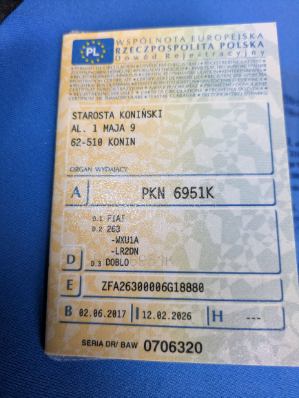 PL
WSPÓLNOTA EUROPEJSKA
RZECZPOSPOLITA POLSKA
Dowód Rejestracyjny
STAROSTA KONIŃSKI
AL. 1 MAJA 9
62-510 KONIN
ORGAN WYDAJĄCY
A PKN 6951K
D.1 FIAT
D.2 263
-WXU1A
-LR2DN
D D.3 DOBLO
E ZFA26300006G18880
B 02.06.2017 I 12.02.2026 H ---
SERIA DR/ BAW 0706320